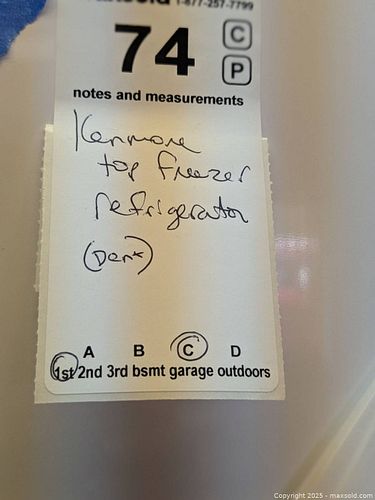 1-877-257-7799
74
C
P
notes and measurements
Kenmore
top freezer
refrigerator
A B C D
1st 2nd 3rd bsmt garage outdoors
Copyright 2025 - maxsold.com